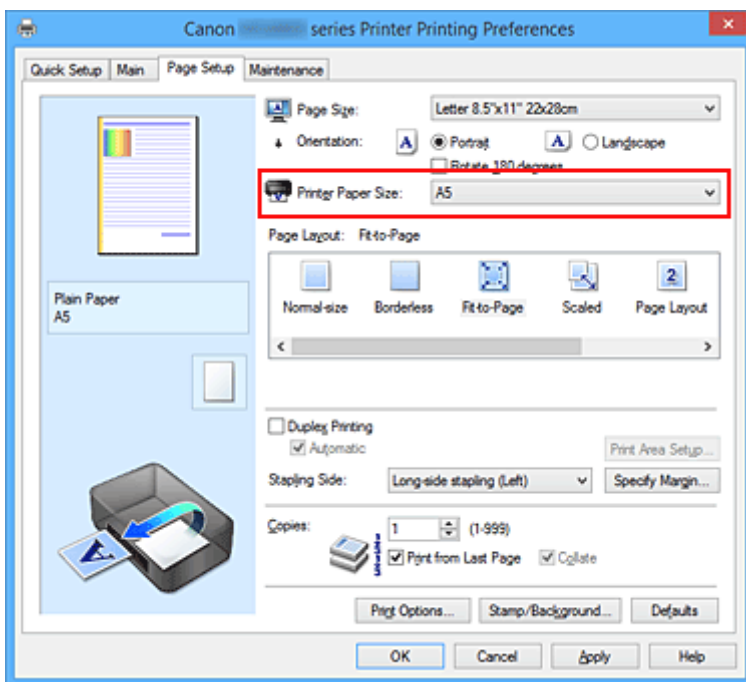 Canon series Printer Printing Preferences
Quick Setup Main Page Setup Maintenance
Page Size: Letter 8.5"x11" 22x28cm
Orientation: A Portrait A Landscape
Rotate 180 degrees
Printer Paper Size: A5
Page Layout: Fit-to-Page
Normal-size Borderless Fit-to-Page Scaled Page Layout
Plain Paper
A5
Duplex Printing
Automatic Print Area Setup...
Stapling Side: Long-side stapling (Left) Specify Margin...
Copies: 1 (1-999)
Print from Last Page Collate
Print Options... Stamp/Background... Defaults
OK Cancel Apply Help